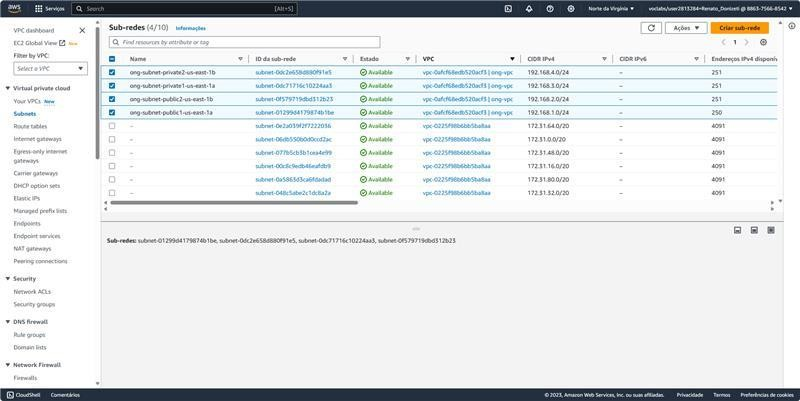 aws Serviços Search [Alt+S] Norte da Virgínia voclabs/user2813284=Renato_Donizeti @ 8863-7566-8542
VPC dashboard
EC2 Global View New
Filter by VPC:
Select a VPC
Virtual private cloud
Your VPCs New
Subnets
Route tables
Internet gateways
Egress-only internet
gateways
Carrier gateways
DHCP option sets
Elastic IPs
Managed prefix lists
Endpoints
Endpoint services
NAT gateways
Peering connections
Security
Network ACLs
Security groups
DNS firewall
Rule groups
Domain lists
Network Firewall
Firewalls
Sub-redes (4/10) Informações Ações Criar sub-rede
Find resources by attribute or tag 1
Name ID da sub-rede Estado VPC CIDR IPv4 CIDR IPv6 Endereços IPv4 disponív
ong-subnet-private2-us-east-1b subnet-0dc2e658d880f91e5 Available vpc-0afcf68edb520acf3 | ong-vpc 192.168.4.0/24 – 251
ong-subnet-private1-us-east-1a subnet-0dc71716c10224aa3 Available vpc-0afcf68edb520acf3 | ong-vpc 192.168.3.0/24 – 251
ong-subnet-public2-us-east-1b subnet-0f579719dbd312b23 Available vpc-0afcf68edb520acf3 | ong-vpc 192.168.2.0/24 – 251
ong-subnet-public1-us-east-1a subnet-01299d4179874b1be Available vpc-0afcf68edb520acf3 | ong-vpc 192.168.1.0/24 – 250
– subnet-0e2a039f2f7222036 Available vpc-0225f98b6bb5ba8aa 172.31.64.0/20 – 4091
– subnet-06db550b0d0ccd2ac Available vpc-0225f98b6bb5ba8aa 172.31.0.0/20 – 4091
– subnet-077b5cb3b1cea4e99 Available vpc-0225f98b6bb5ba8aa 172.31.48.0/20 – 4091
– subnet-00c8c9edb46eafdb9 Available vpc-0225f98b6bb5ba8aa 172.31.16.0/20 – 4091
– subnet-0a5863d3ca6fdadad Available vpc-0225f98b6bb5ba8aa 172.31.80.0/20 – 4091
– subnet-048c5abe2c1dc8a2a Available vpc-0225f98b6bb5ba8aa 172.31.32.0/20 – 4091
Sub-redes: subnet-01299d4179874b1be, subnet-0dc2e658d880f91e5, subnet-0dc71716c10224aa3, subnet-0f579719dbd312b23
CloudShell Comentários © 2023, Amazon Web Services, Inc. ou suas afiliadas. Privacidade Termos Preferências de cookies